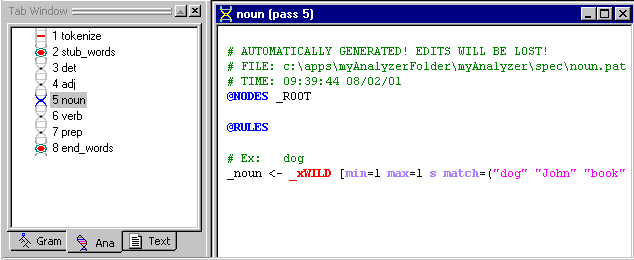 Tab Window
1 tokenize
2 stub_words
3 det
4 adj
5 noun
6 verb
7 prep
8 end_words
Gram
Ana
Text
noun (pass 5)
# AUTOMATICALLY GENERATED! EDITS WILL BE LOST!
# FILE: c:\apps\myAnalyzerFolder\myAnalyzer\spec\noun.pat
# TIME: 09:39:44 08/02/01
@NODES _ROOT
@RULES
# Ex:   dog
_noun <- _xWILD [min=1 max=1 s match=("dog" "John" "book"